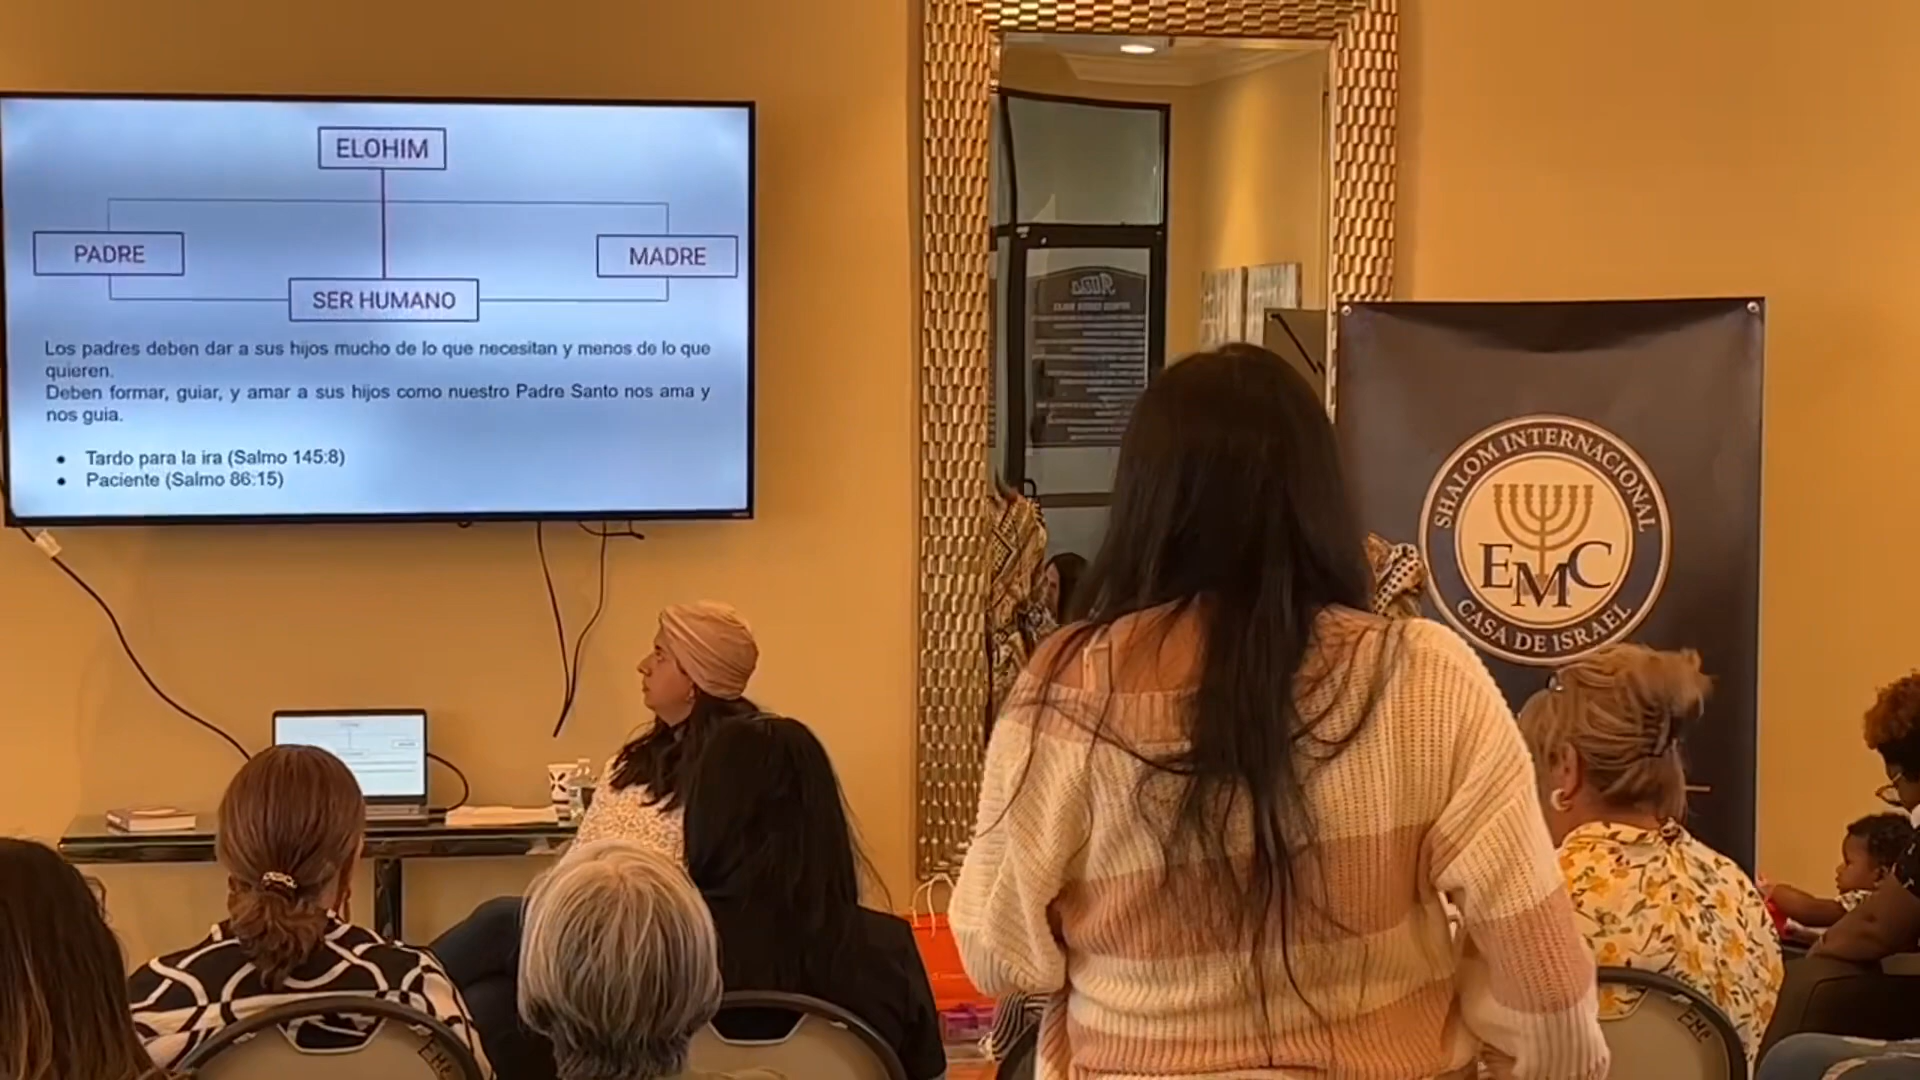 ELOHIM
PADRE
MADRE
SER HUMANO
Los padres deben dar a sus hijos mucho de lo que necesitan y menos de lo que
quieren.
Deben formar, guiar, y amar a sus hijos como nuestro Padre Santo nos ama y
nos guia.
• Tardo para la ira (Salmo 145:8)
• Paciente (Salmo 86:15)
SHALOM INTERNACIONAL
EMC
CASA DE ISRAEL
EMC
EMC